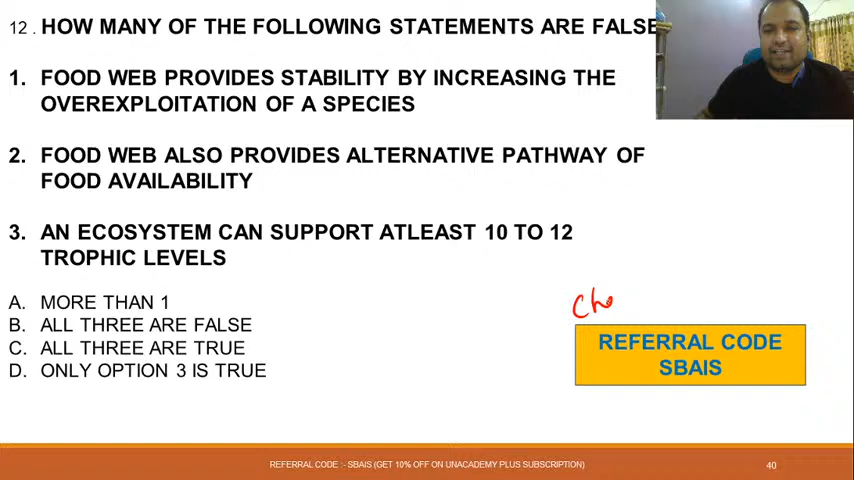 12 . HOW MANY OF THE FOLLOWING STATEMENTS ARE FALSE
1. FOOD WEB PROVIDES STABILITY BY INCREASING THE
OVEREXPLOITATION OF A SPECIES
2. FOOD WEB ALSO PROVIDES ALTERNATIVE PATHWAY OF
FOOD AVAILABILITY
3. AN ECOSYSTEM CAN SUPPORT ATLEAST 10 TO 12
TROPHIC LEVELS
A. MORE THAN 1
B. ALL THREE ARE FALSE
C. ALL THREE ARE TRUE
D. ONLY OPTION 3 IS TRUE
REFERRAL CODE
SBAIS
REFERRAL CODE :- SBAIS (GET 10% OFF ON UNACADEMY PLUS SUBSCRIPTION)
40